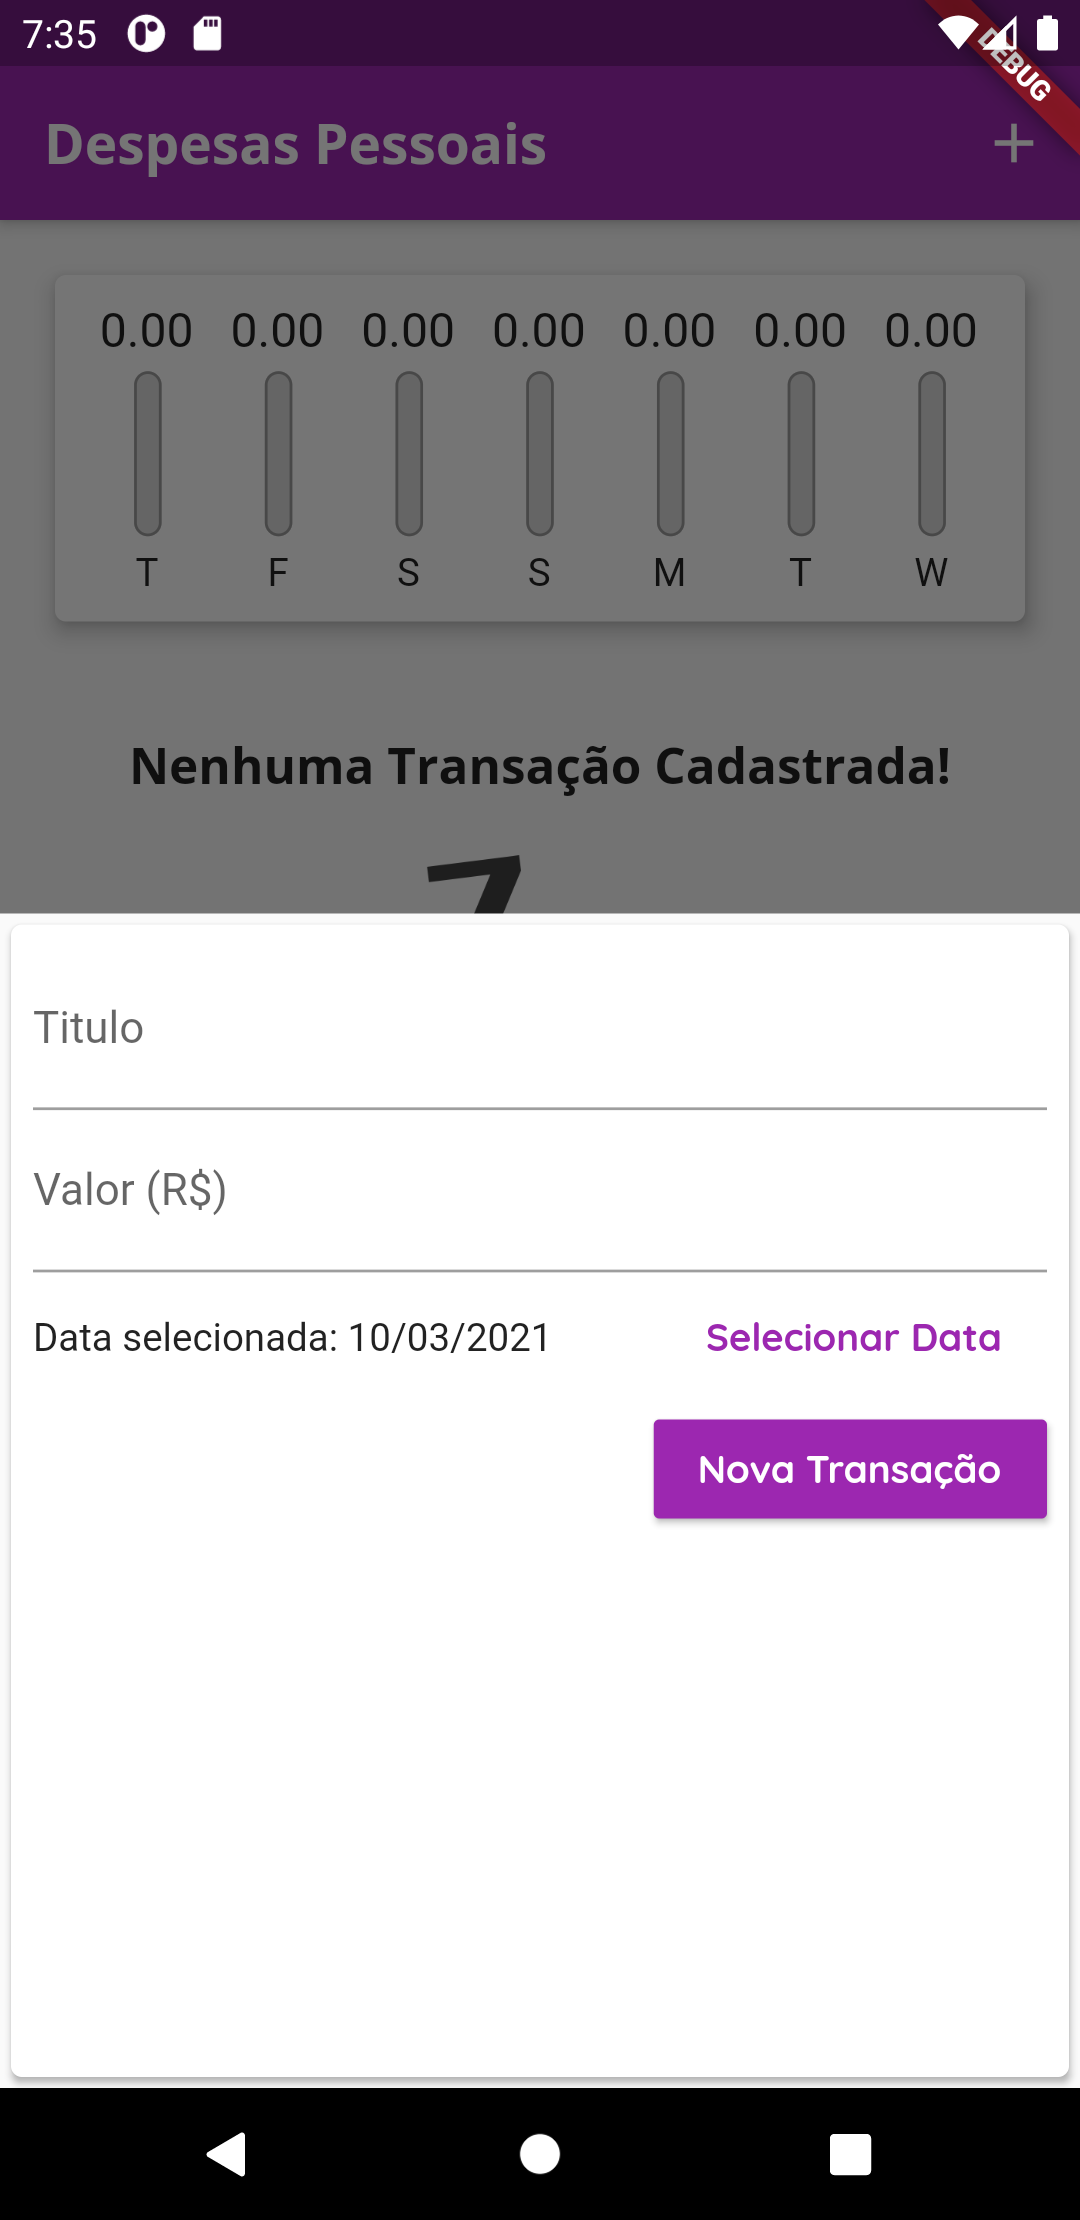 7:35
DEBUG
Despesas Pessoais
0.00 0.00 0.00 0.00 0.00 0.00 0.00
T F S S M T W
Nenhuma Transação Cadastrada!
Titulo
Valor (R$)
Data selecionada: 10/03/2021 Selecionar Data
Nova Transação